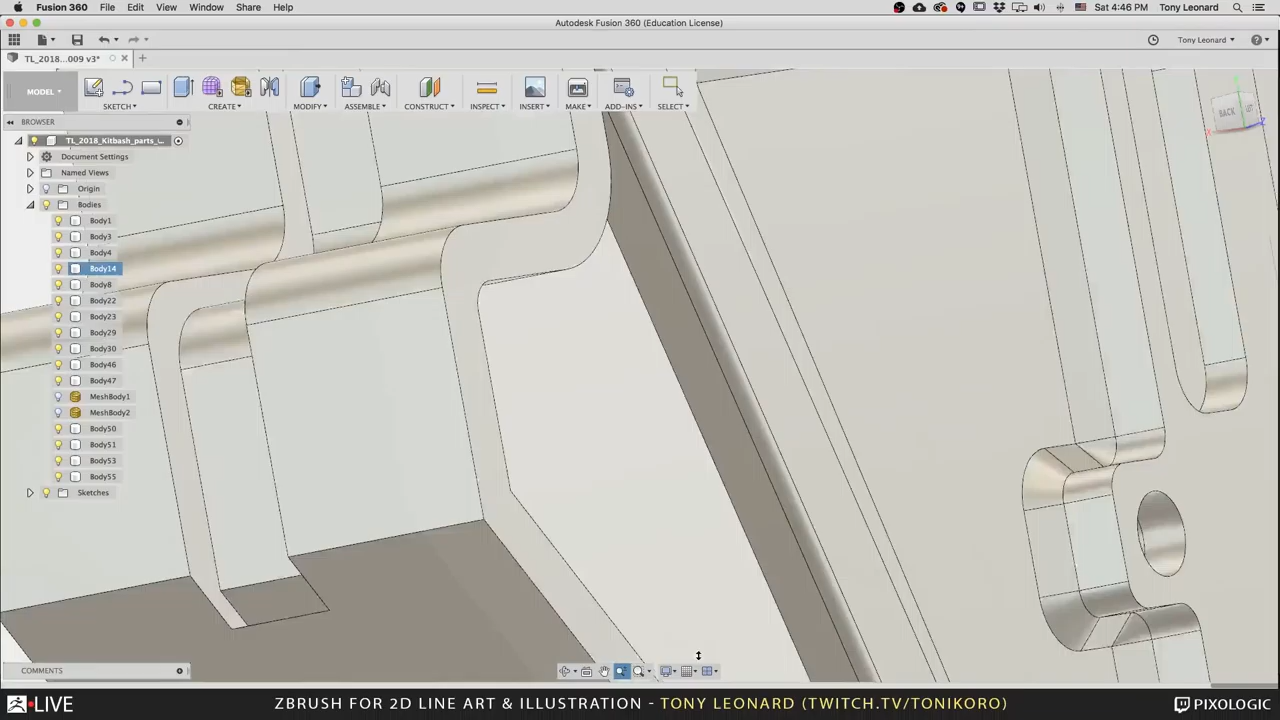 Fusion 360 File Edit View Window Share Help Sat 4:46 PM Tony Leonard
Autodesk Fusion 360 (Education License)
Tony Leonard
TL_2018...009 v3*
MODEL
SKETCH CREATE MODIFY ASSEMBLE CONSTRUCT INSPECT INSERT MAKE ADD-INS SELECT
BACK
X
Z
BROWSER
TL_2018_Kitbash_parts_i...
Document Settings
Named Views
Origin
Bodies
Body1
Body3
Body4
Body14
Body8
Body22
Body23
Body29
Body30
Body46
Body47
MeshBody1
MeshBody2
Body50
Body51
Body53
Body55
Sketches
COMMENTS
LIVE ZBRUSH FOR 2D LINE ART & ILLUSTRATION - TONY LEONARD (TWITCH.TV/TONIKORO) PIXOLOGIC